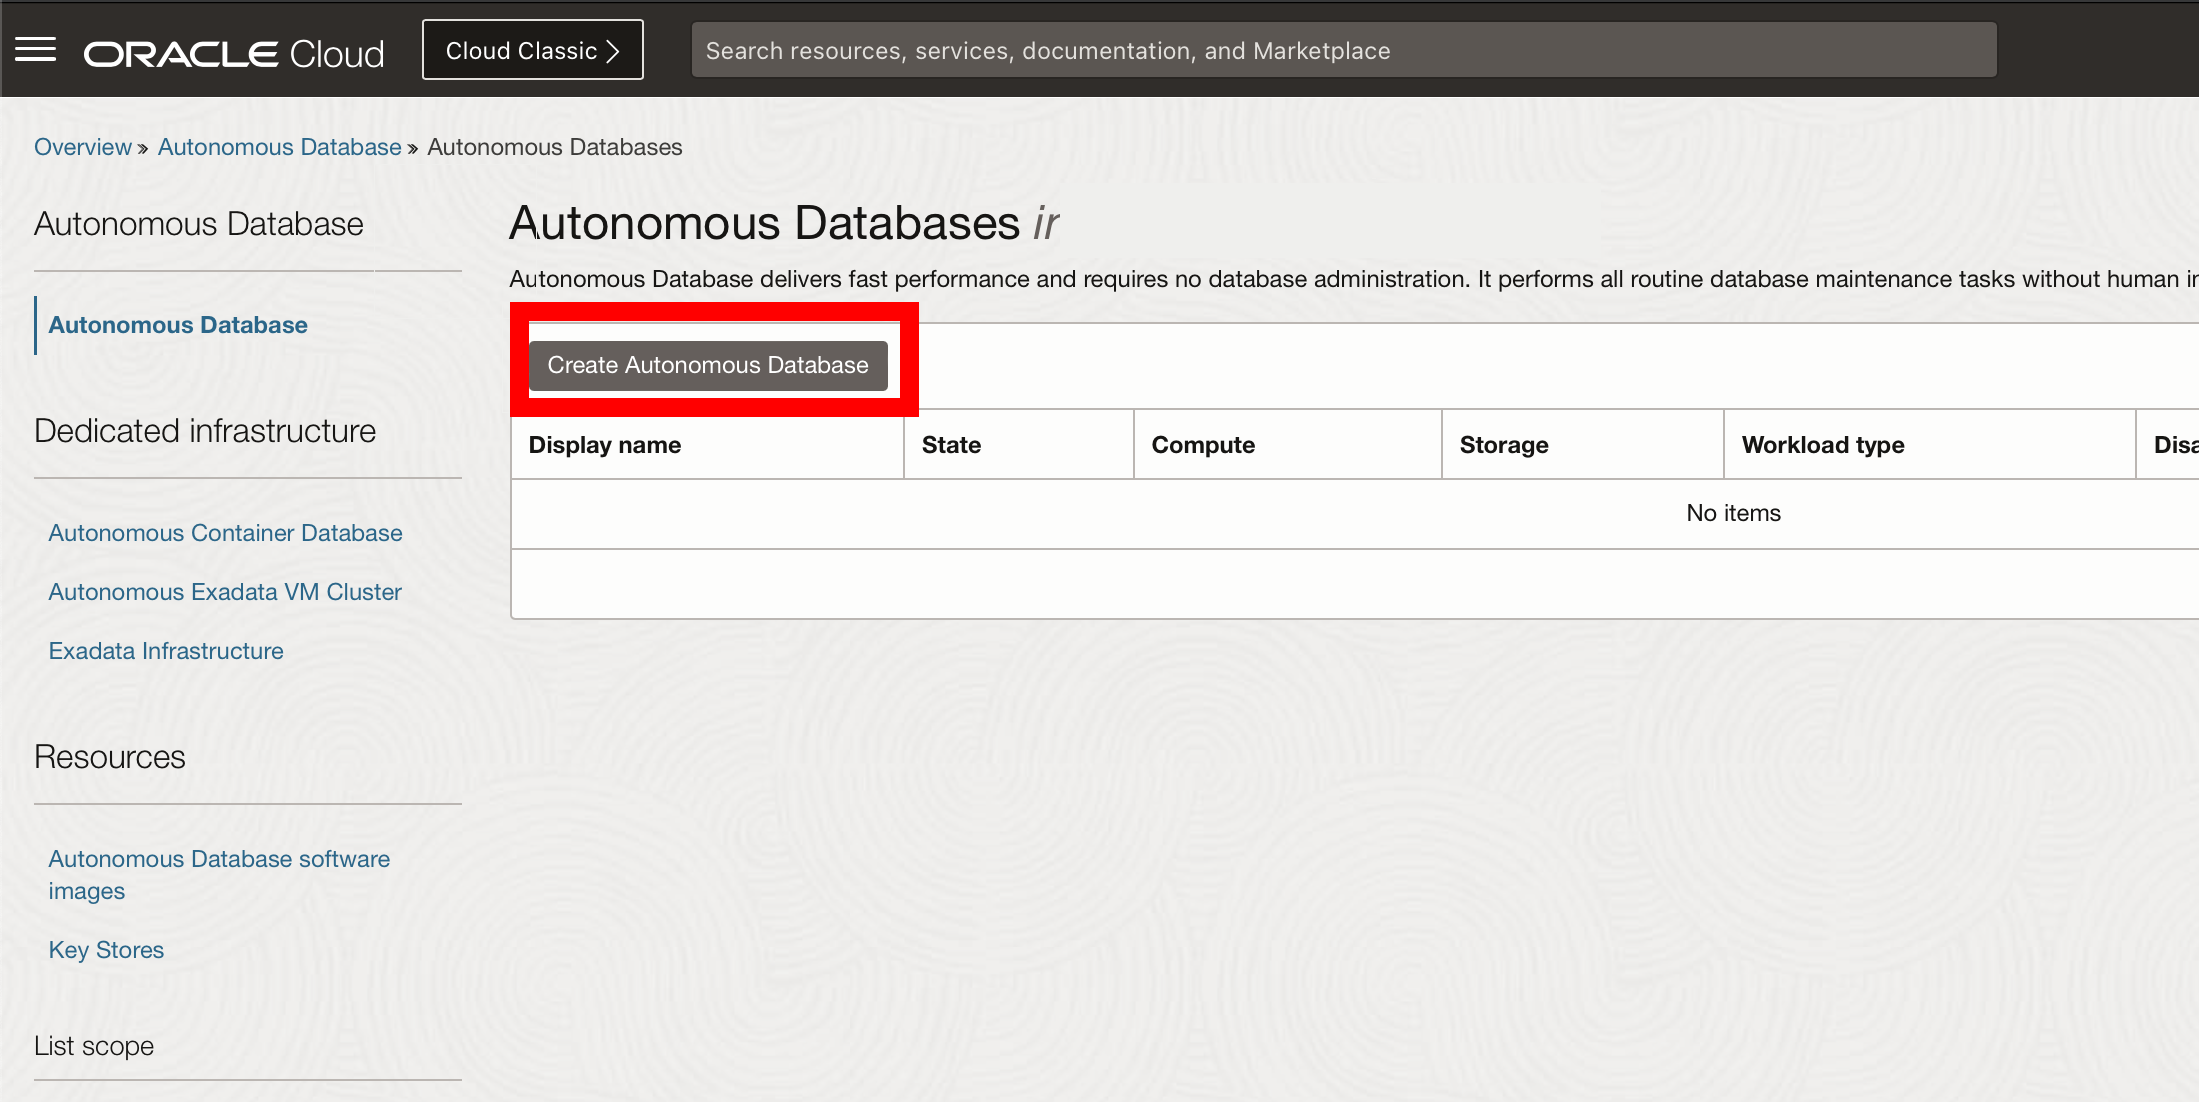 ORACLE Cloud
Cloud Classic
Search resources, services, documentation, and Marketplace
Overview » Autonomous Database » Autonomous Databases
Autonomous Database
Autonomous Database
Dedicated infrastructure
Autonomous Container Database
Autonomous Exadata VM Cluster
Exadata Infrastructure
Resources
Autonomous Database software
images
Key Stores
List scope
Autonomous Databases
Autonomous Database delivers fast performance and requires no database administration. It performs all routine database maintenance tasks without human
Create Autonomous Database
Display name State Compute Storage Workload type
No items